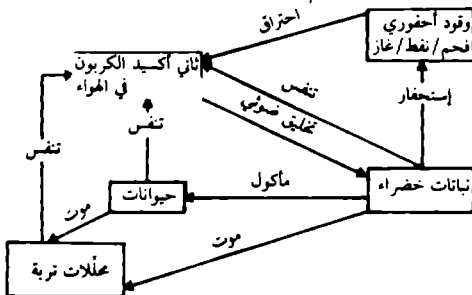 وقود أحفوري
افحم/نفط/غاز
احتراق
ثاني أكسيد الكربون
في الهواء
إستحفار
تنفس
تخليق ضوئي
تنفس
تنفس
نباتات خضراء
مأكول
حيوانات
موت
موت
محللات تربة